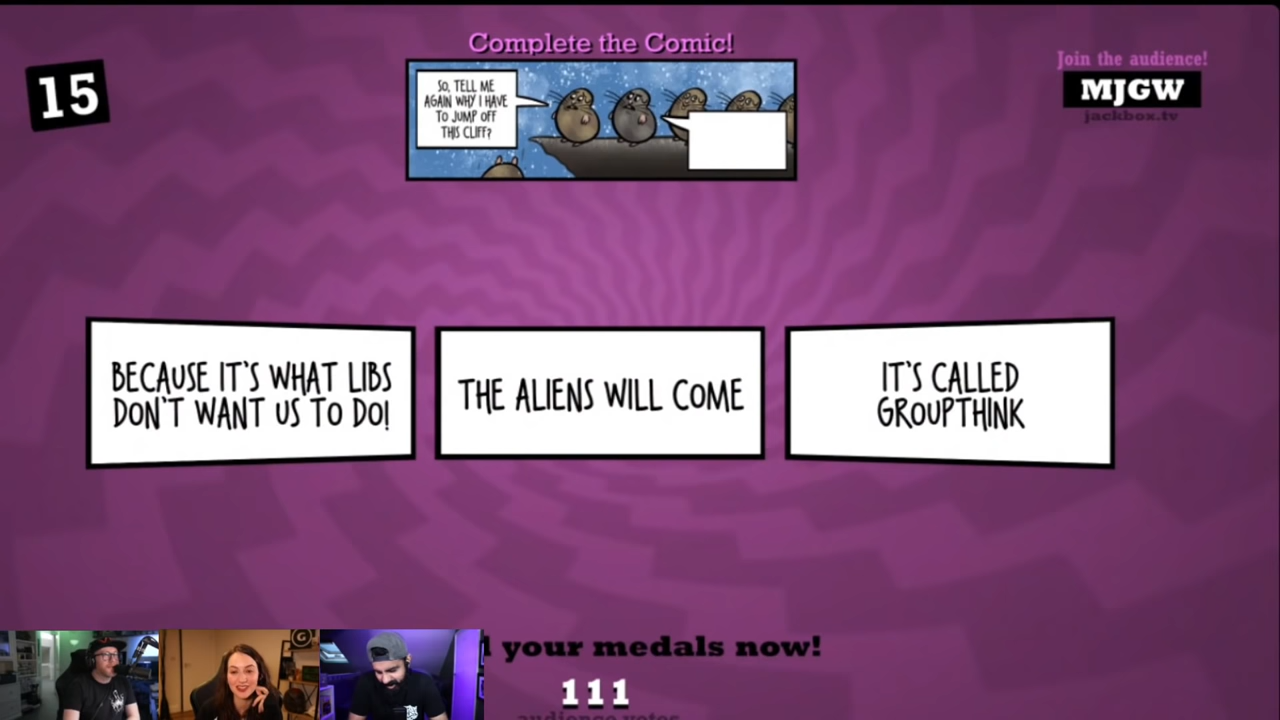 Complete the Comic!
15
SO, TELL ME
AGAIN WHY I HAVE
TO JUMP OFF
THIS CLIFF?
Join the audience!
MJGW
jackbox.tv
BECAUSE IT'S WHAT LIBS
DON'T WANT US TO DO!
THE ALIENS WILL COME
IT'S CALLED
GROUPTHINK
your medals now!
111
audience votes